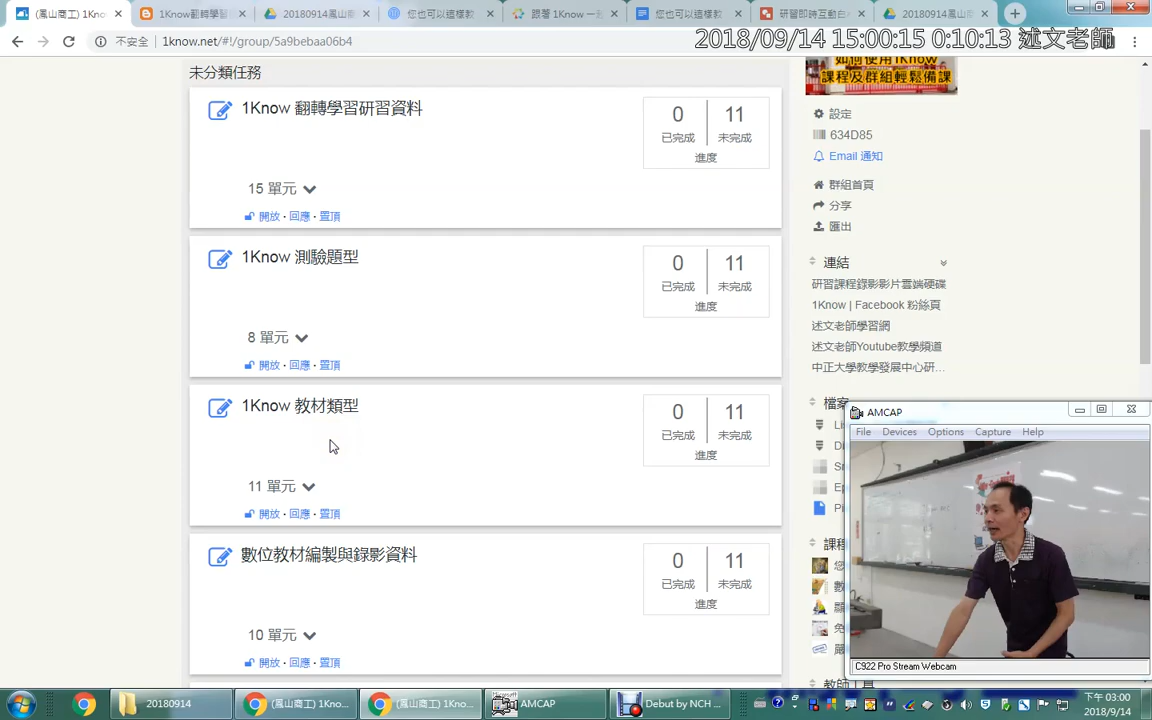 (鳳山商工) 1Kno
1Know翻轉學習
20180914鳳山商
您也可以這樣教
跟著 1Know 一
您也可以這樣教
研習即時互動白
20180914鳳山
不安全
1know.net/#!/group/5a9bebaa06b4
2018/09/14 15:00:15 0:10:13 述文老師
未分類任務
1Know 翻轉學習研習資料
0 11
已完成 未完成
進度
15 單元
開放・回應・置頂
1Know 測驗題型
0 11
已完成 未完成
進度
8 單元
開放・回應・置頂
1Know 教材類型
0 11
已完成 未完成
進度
11 單元
開放・回應・置頂
數位教材編製與錄影資料
0 11
已完成 未完成
進度
10 單元
開放・回應・置頂
如何使用1Know
課程及群組輕鬆備課
設定
634D85
Email 通知
群組首頁
分享
匯出
連結
研習課程錄影影片雲端硬碟
1Know | Facebook 粉絲頁
述文老師學習網
述文老師Youtube教學頻道
中正大學教學發展中心研...
檔案
課程
教師工具
AMCAP
File Devices Options Capture Help
C922 Pro Stream Webcam
20180914
(鳳山商工) 1Kno...
(鳳山商工) 1Kno...
AMCAP
Debut by NCH ...
下午 03:00
2018/9/14